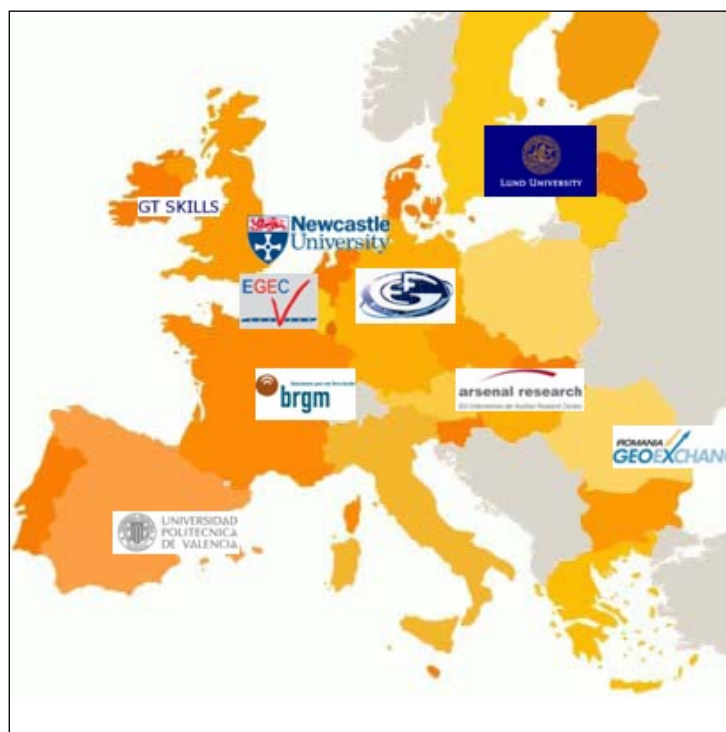 LUND UNIVERSITY
GT SKILLS
Newcastle
University
EGEC
brgm
arsenal research
ROMANIA
GEOEXCHANG
UNIVERSIDAD
POLITECNICA
DE VALENCIA